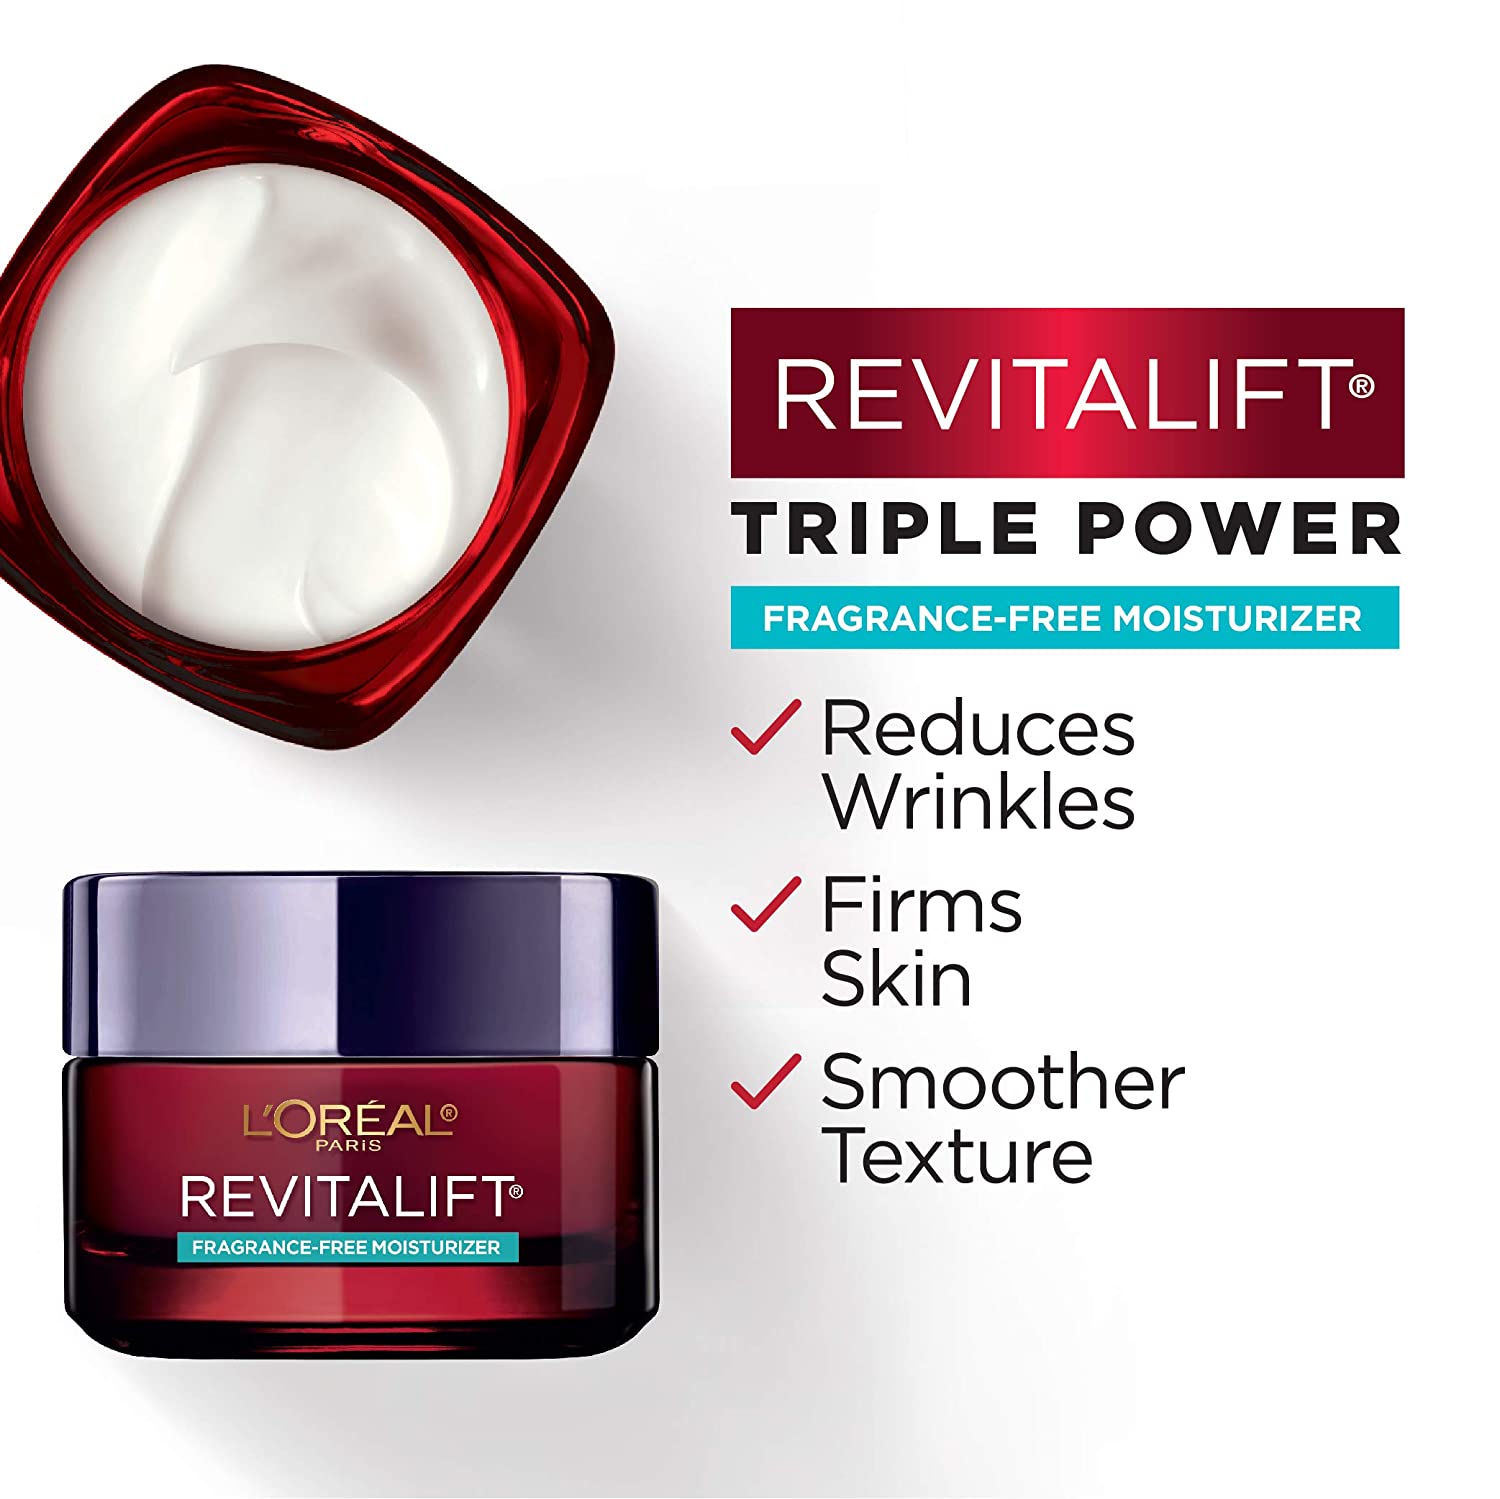 REVITALIFT®
TRIPLE POWER
FRAGRANCE-FREE MOISTURIZER
Reduces
Wrinkles
Firms
Skin
Smoother
Texture
L'ORÉAL®
PARIS
REVITALIFT®
FRAGRANCE-FREE MOISTURIZER